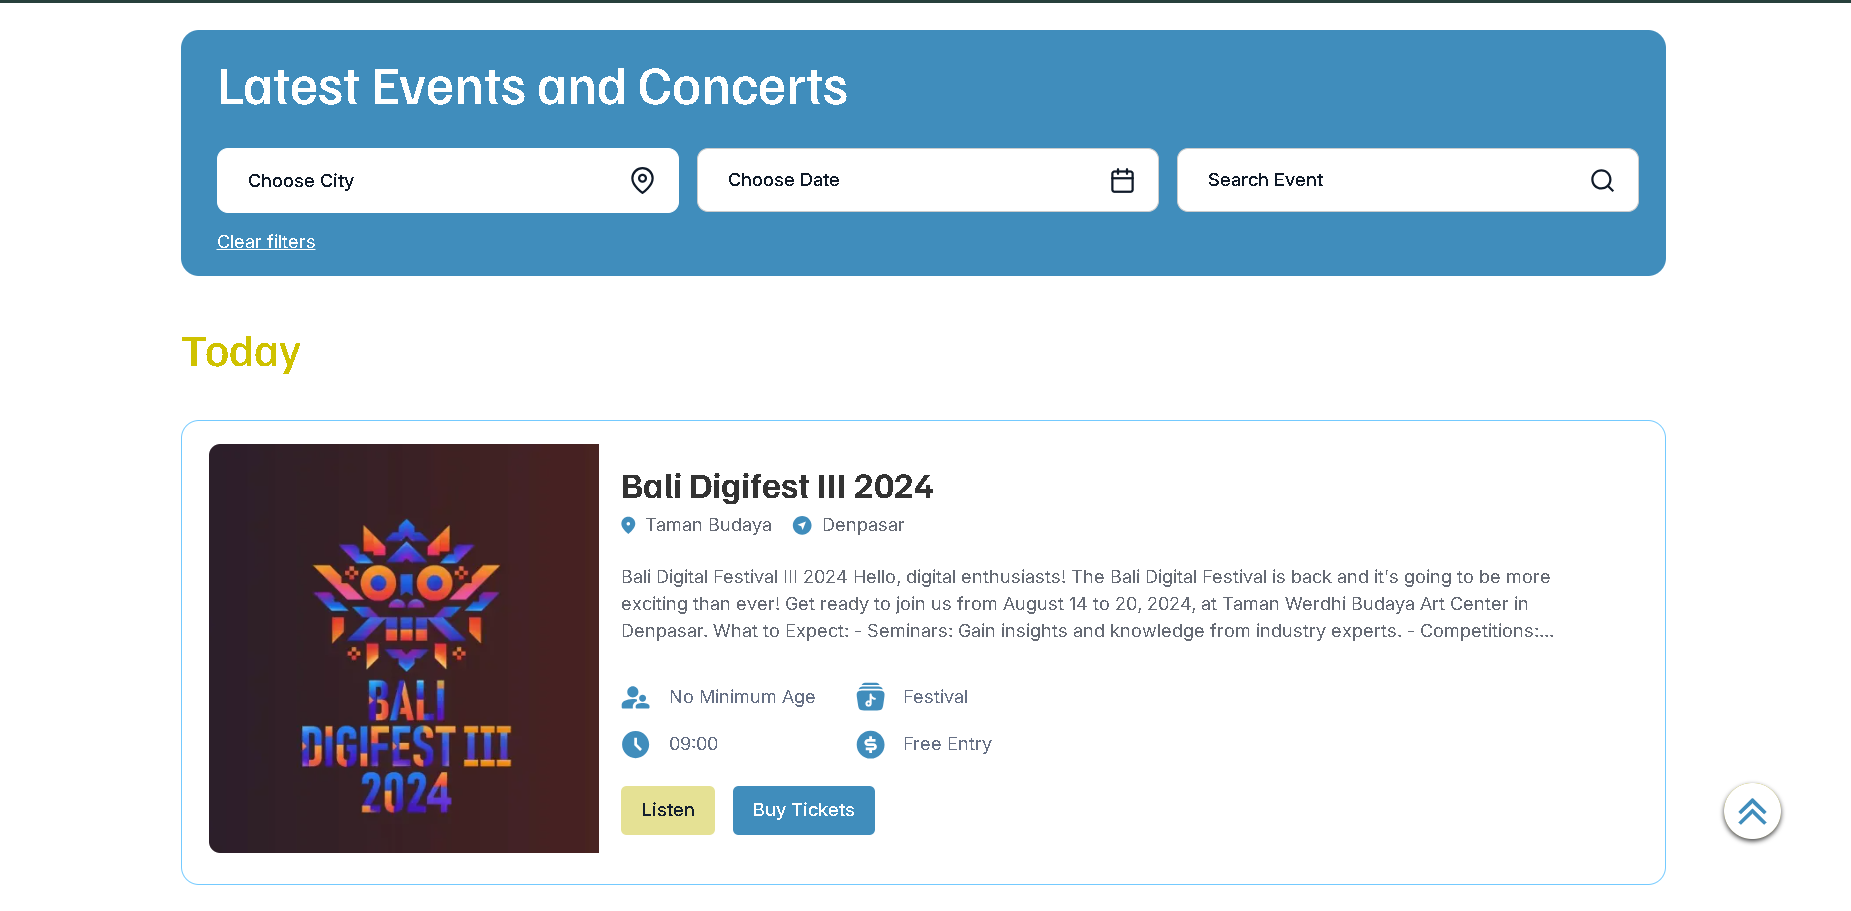 Latest Events and Concerts
Choose City
Choose Date
Search Event
Clear filters
Today
BALI
DIGIFEST III
2024
Bali Digifest III 2024
Taman Budaya Denpasar
Bali Digital Festival III 2024 Hello, digital enthusiasts! The Bali Digital Festival is back and it's going to be more
exciting than ever! Get ready to join us from August 14 to 20, 2024, at Taman Werdhi Budaya Art Center in
Denpasar. What to Expect: - Seminars: Gain insights and knowledge from industry experts. - Competitions:...
No Minimum Age
Festival
09:00
Free Entry
Listen
Buy Tickets